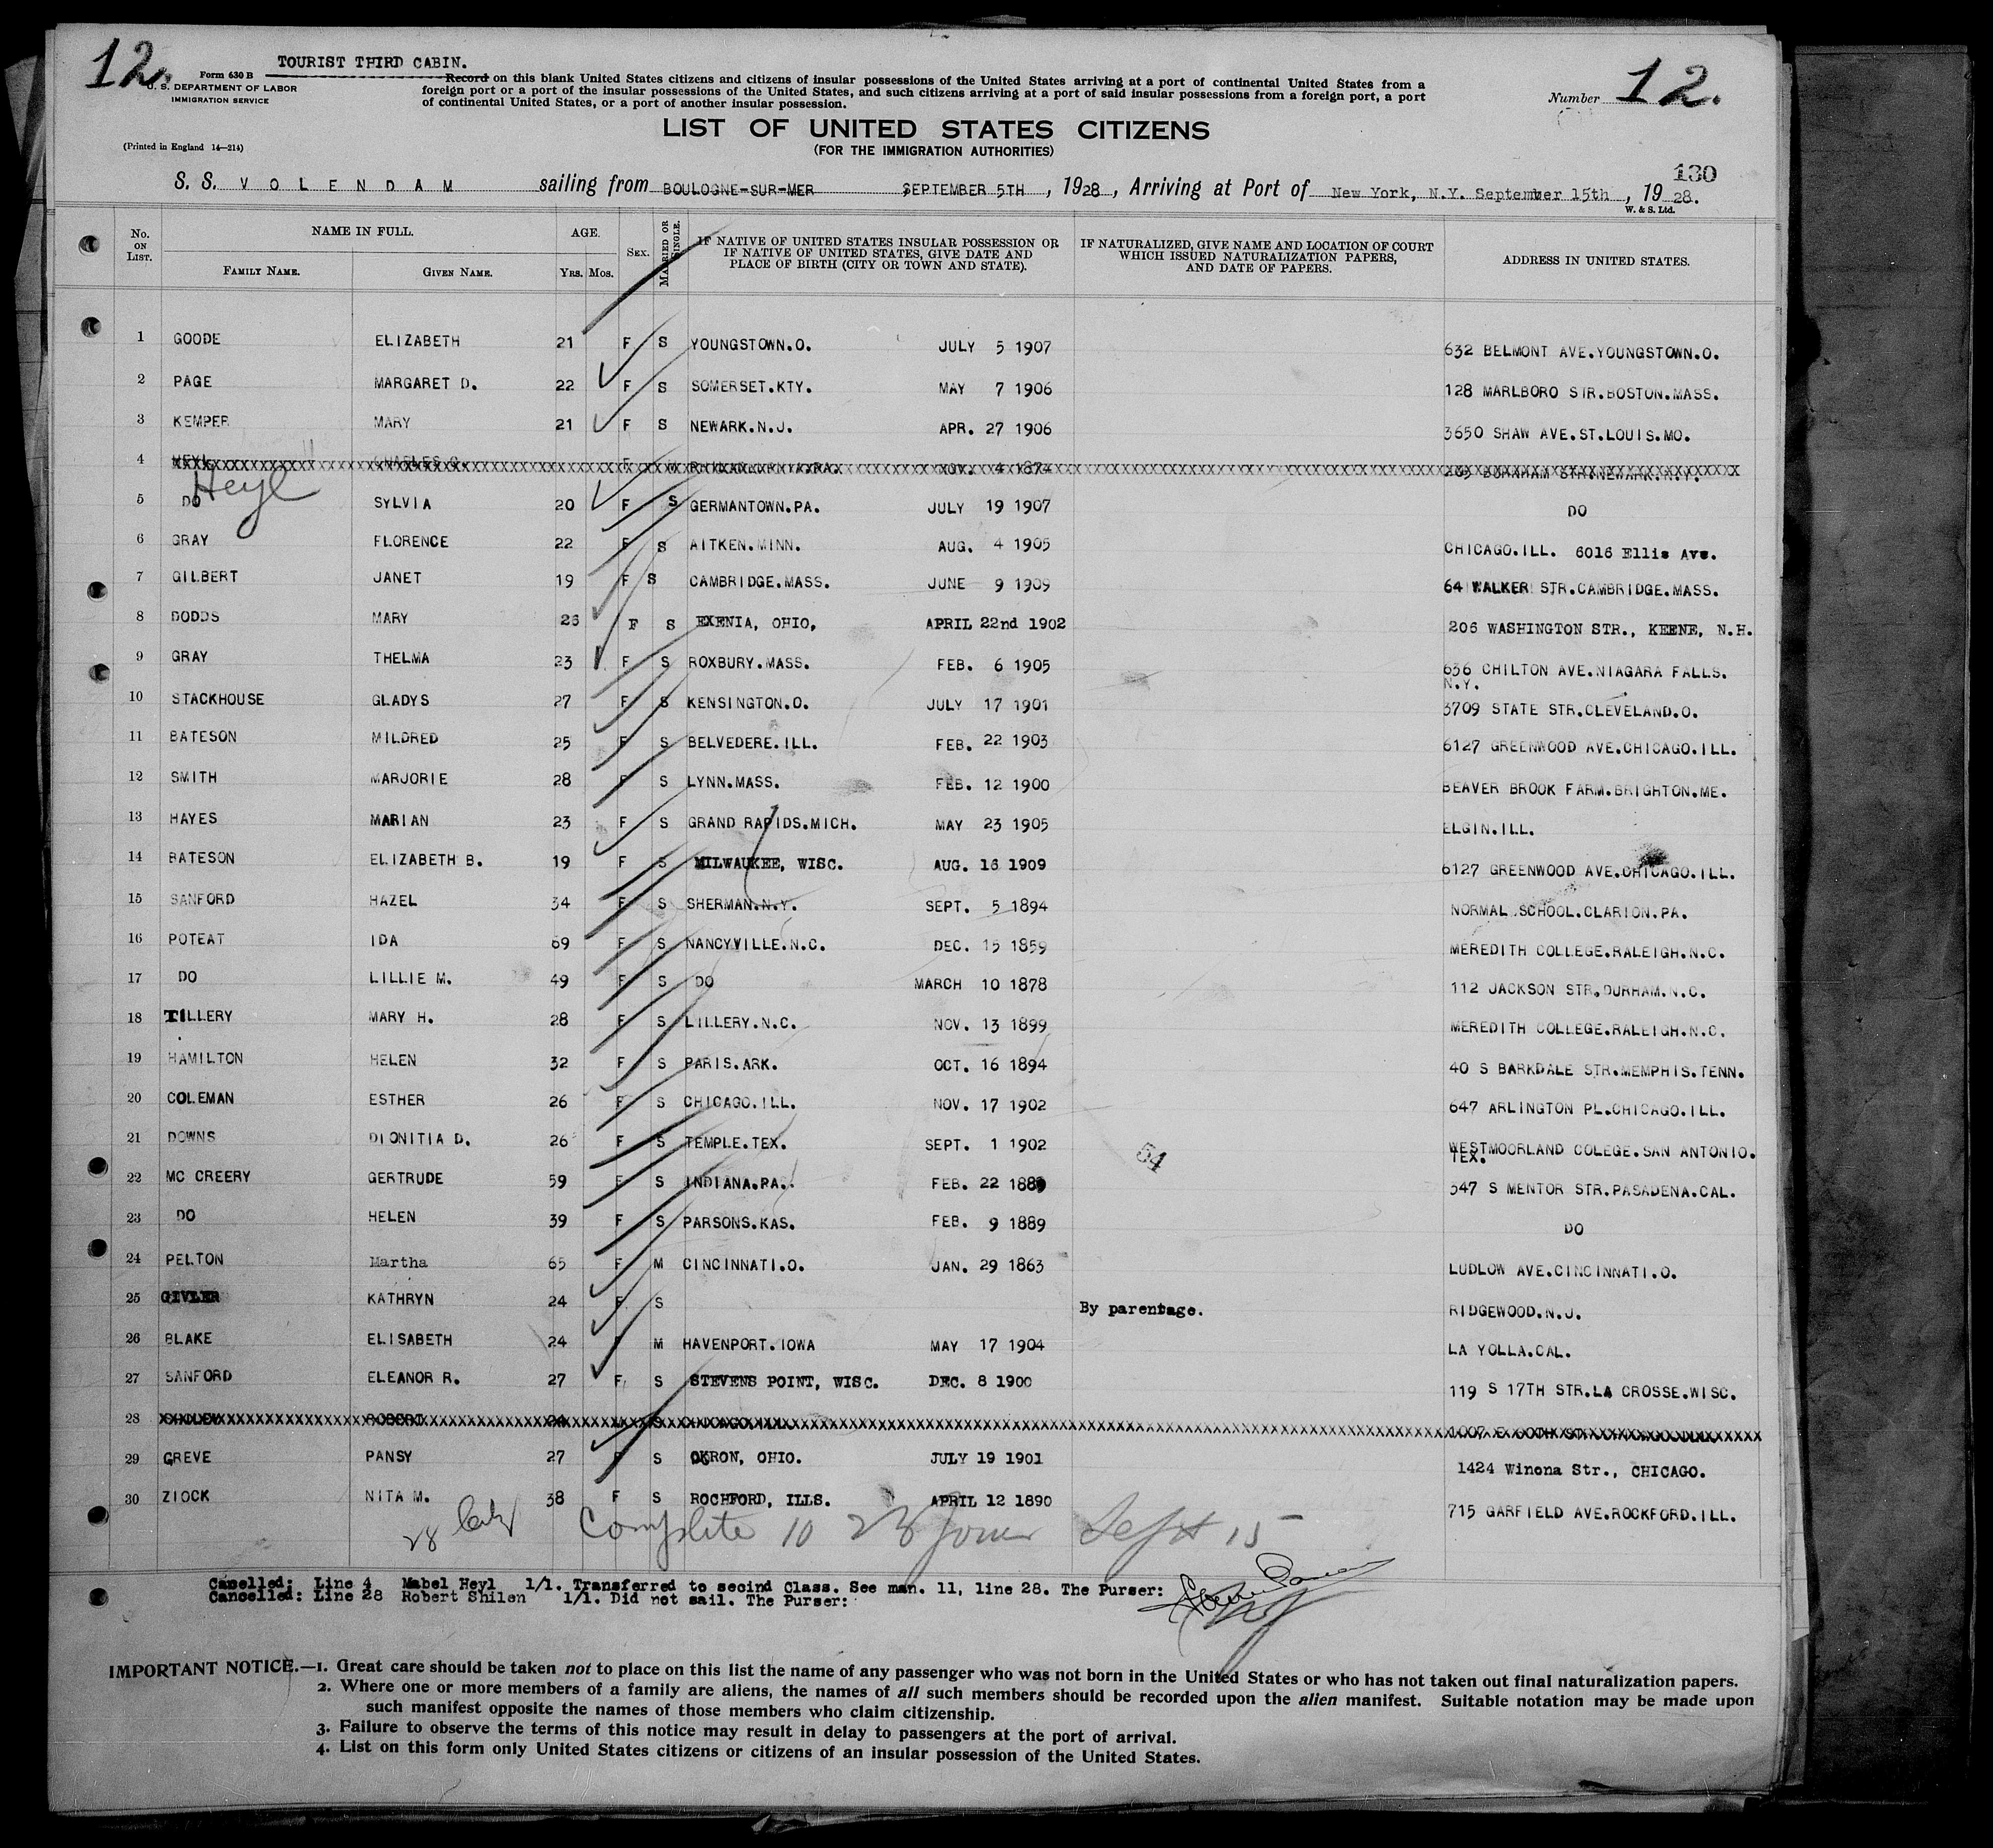 12.
TOURIST THIRD CABIN.
Form 630 B
U. S. DEPARTMENT OF LABOR
IMMIGRATION SERVICE
(Printed in England 14—214)
Record on this blank United States citizens and citizens of insular possessions of the United States arriving at a port of continental United States from a
foreign port or a port of the insular possessions of the United States, and such citizens arriving at a port of said insular possessions from a foreign port, a port
of continental United States, or a port of another insular possession.
Number 12.
LIST OF UNITED STATES CITIZENS
(FOR THE IMMIGRATION AUTHORITIES)
130
S. S. VOLENDAM sailing from BOULOGNE-SUR-MER SEPTEMBER 5TH, 1928, Arriving at Port of New York, N.Y. September 15th, 1928.
W. & S. Ltd.
No. ON LIST. NAME IN FULL. FAMILY NAME. GIVEN NAME. AGE. YRS. MOS. SEX. MARRIED OR SINGLE. IF NATIVE OF UNITED STATES INSULAR POSSESSION OR IF NATIVE OF UNITED STATES, GIVE DATE AND PLACE OF BIRTH (CITY OR TOWN AND STATE). IF NATURALIZED, GIVE NAME AND LOCATION OF COURT WHICH ISSUED NATURALIZATION PAPERS, AND DATE OF PAPERS. ADDRESS IN UNITED STATES.
1 GOODE ELIZABETH 21 F S YOUNGSTOWN.O. JULY 5 1907 632 BELMONT AVE.YOUNGSTOWN.O.
2 PAGE MARGARET D. 22 F S SOMERSET.KTY. MAY 7 1906 128 MARLBORO STR.BOSTON.MASS.
3 KEMPER MARY 21 F S NEWARK.N.J. APR. 27 1906 3650 SHAW AVE.ST.LOUIS.MO.
4 HEYL CHARLES NOV. 4 STR.NEWARK.N.Y.
Heyl
5 DO SYLVIA 20 F S GERMANTOWN.PA. JULY 19 1907 DO
6 GRAY FLORENCE 22 F S AITKEN.MINN. AUG. 4 1905 CHICAGO.ILL. 6016 Ellis Ave.
7 GILBERT JANET 19 F S CAMBRIDGE.MASS. JUNE 9 1909 64 WALKER STR.CAMBRIDGE.MASS.
8 DODDS MARY 26 F S EXENIA, OHIO, APRIL 22nd 1902 206 WASHINGTON STR., KEENE, N.H.
9 GRAY THELMA 23 F S ROXBURY.MASS. FEB. 6 1905 636 CHILTON AVE.NIAGARA FALLS.
N.Y.
10 STACKHOUSE GLADYS 27 F S KENSINGTON.O. JULY 17 1901 3709 STATE STR.CLEVELAND.O.
11 BATESON MILDRED 25 F S BELVEDERE.ILL. FEB. 22 1903 6127 GREENWOOD AVE.CHICAGO.ILL.
12 SMITH MARJORIE 28 F S LYNN.MASS. FEB. 12 1900 BEAVER BROOK FARM.BRIGHTON.ME.
13 HAYES MARIAN 23 F S GRAND RAPIDS.MICH. MAY 23 1905 ELGIN.ILL.
14 BATESON ELIZABETH B. 19 F S MILWAUKEE, WISC. AUG. 16 1909 6127 GREENWOOD AVE.CHICAGO.ILL.
15 SANFORD HAZEL 34 F S SHERMAN.N.Y. SEPT. 5 1894 NORMAL.SCHOOL.CLARION.PA.
16 POTEAT IDA 69 F S NANCYVILLE.N.C. DEC. 15 1859 MEREDITH COLLEGE.RALEIGH.N.C.
17 DO LILLIE M. 49 F S DO MARCH 10 1878 112 JACKSON STR.DURHAM.N.C.
18 TILLERY MARY H. 28 F S LILLERY.N.C. NOV. 13 1899 MEREDITH COLLEGE.RALEIGH.N.C.
19 HAMILTON HELEN 32 F S PARIS.ARK. OCT. 16 1894 40 S BARKDALE STR.MEMPHIS.TENN.
20 COLEMAN ESTHER 26 F S CHICAGO.ILL. NOV. 17 1902 647 ARLINGTON PL.CHICAGO.ILL.
21 DOWNS DIONITIA D. 26 F S TEMPLE.TEX. SEPT. 1 1902 WESTMOORLAND COLEGE.SAN ANTONIO.
TEX.
54
22 MC CREERY GERTRUDE 59 F S INDIANA.PA. FEB. 22 547 S MENTOR STR.PASADENA.CAL.
23 DO HELEN 39 F S PARSONS.KAS. FEB. 9 1889 DO
24 PELTON Martha 65 F M CINCINNATI.O. JAN. 29 1863 LUDLOW AVE.CINCINNATI.O.
25 GIVLER KATHRYN 24 F S By parentage. RIDGEWOOD.N.J.
26 BLAKE ELISABETH 24 F M HAVENPORT.IOWA MAY 17 1904 LA YOLLA.CAL.
27 SANFORD ELEANOR R. 27 F S STEVENS POINT, WISC. DEC. 8 1900 119 S 17TH STR.LA CROSSE.WISC.
28 ROBERT 24 S CHICAGO.ILL.
29 GREVE PANSY 27 F S OKRON, OHIO. JULY 19 1901 1424 Winona Str., CHICAGO.
30 ZIOCK NITA M. 38 F S ROCHFORD, ILLS. APRIL 12 1890 715 GARFIELD AVE.ROCKFORD.ILL.
28 Complete 10 Sept 15
Canelled: Line 4 Mabel Heyl 1/1. Transferred to secind Class. See man. 11, line 28. The Purser:
Cancelled: Line 28 Robert Shilen 1/1. Did not sail. The Purser:
IMPORTANT NOTICE.—1. Great care should be taken not to place on this list the name of any passenger who was not born in the United States or who has not taken out final naturalization papers.
2. Where one or more members of a family are aliens, the names of all such members should be recorded upon the alien manifest. Suitable notation may be made upon
such manifest opposite the names of those members who claim citizenship.
3. Failure to observe the terms of this notice may result in delay to passengers at the port of arrival.
4. List on this form only United States citizens or citizens of an insular possession of the United States.